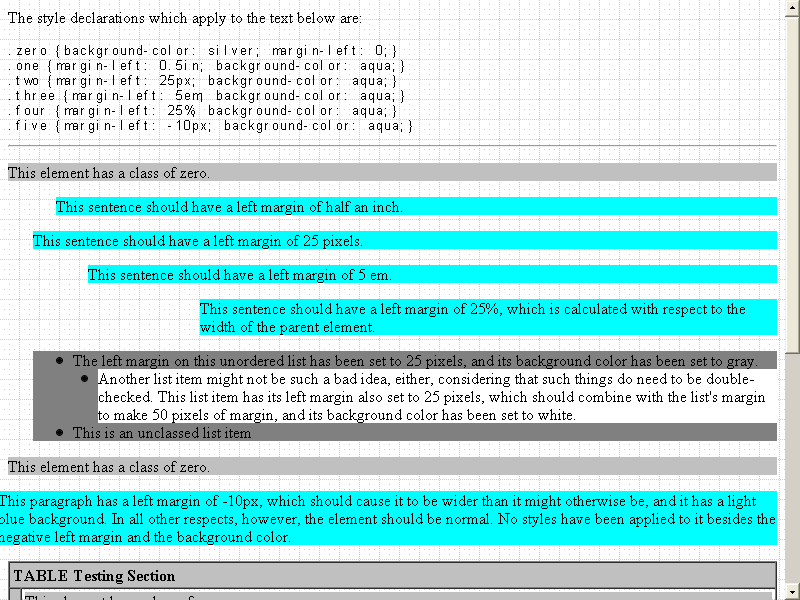 The style declarations which apply to the text below are:
.zero {background-color: silver; margin-left: 0;}
.one {margin-left: 0.5in; background-color: aqua;}
.two {margin-left: 25px; background-color: aqua;}
.three {margin-left: 5em; background-color: aqua;}
.four {margin-left: 25%; background-color: aqua;}
.five {margin-left: -10px; background-color: aqua;}
This element has a class of zero.
This sentence should have a left margin of half an inch.
This sentence should have a left margin of 25 pixels.
This sentence should have a left margin of 5 em.
This sentence should have a left margin of 25%, which is calculated with respect to the
width of the parent element.
The left margin on this unordered list has been set to 25 pixels, and its background color has been set to gray.
Another list item might not be such a bad idea, either, considering that such things do need to be double-
checked. This list item has its left margin also set to 25 pixels, which should combine with the list's margin
to make 50 pixels of margin, and its background color has been set to white.
This is an unclassed list item
This element has a class of zero.
This paragraph has a left margin of -10px, which should cause it to be wider than it might otherwise be, and it has a light
blue background. In all other respects, however, the element should be normal. No styles have been applied to it besides the
negative left margin and the background color.
TABLE Testing Section